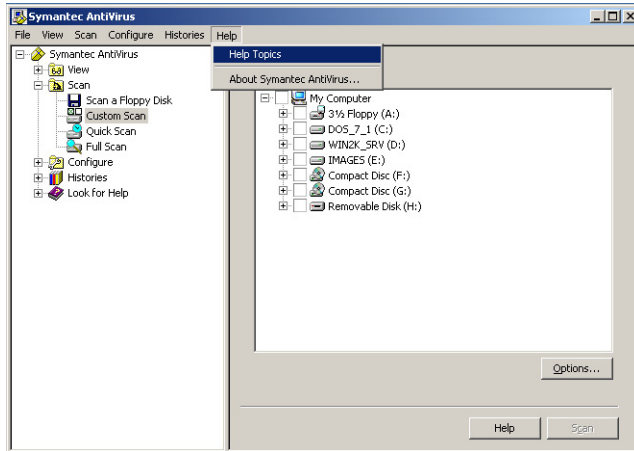 Symantec AntiVirus
File View Scan Configure Histories Help
Help Topics
About Symantec AntiVirus...
Symantec AntiVirus
View
Scan
Scan a Floppy Disk
Custom Scan
Quick Scan
Full Scan
Configure
Histories
Look for Help
My Computer
3½ Floppy (A:)
DOS_7_1 (C:)
WIN2K_SRV (D:)
IMAGES (E:)
Compact Disc (F:)
Compact Disc (G:)
Removable Disk (H:)
Options...
Help Scan